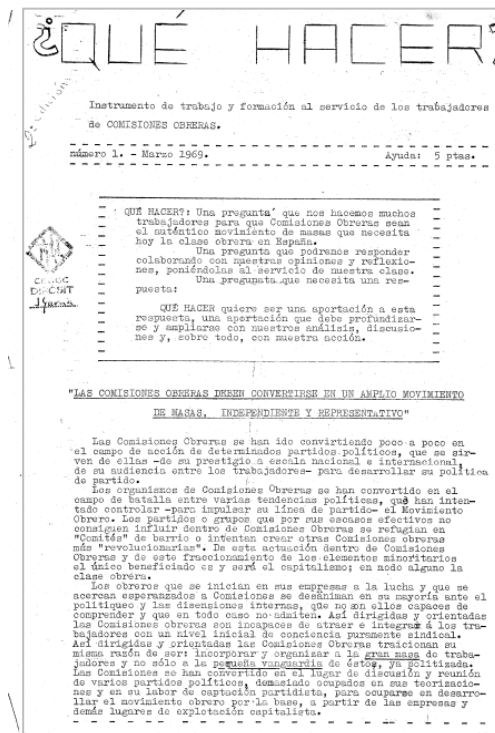 ¿QUÉ HACER?
2ª edición
Instrumento de trabajo y formación al servicio de los trabajadores
de COMISIONES OBRERAS.
número 1. - Marzo 1969. Ayuda: 5 ptas.
QUÉ HACER?: Una pregunta que nos hacemos muchos
trabajadores para que Comisiones Obreras sean
el auténtico movimiento de masas que necesita
hoy la clase obrera en España.
Una pregunta que podremos responder
colaborando con nuestras opiniones y reflexio-
nes, poniéndolas al servicio de nuestra clase.
Una pregunata que necesita una res-
puesta:
QUÉ HACER quiere ser una aportación a esta
respuesta, una aportación que debe profundizar-
se y ampliarse con nuestros análisis, discusio-
nes y, sobre todo, con nuestra acción.
"LAS COMISIONES OBRERAS DEBEN CONVERTIRSE EN UN AMPLIO MOVIMIENTO
DE MASAS, INDEPENDIENTE Y REPRESENTATIVO"
Las Comisiones Obreras se han ido convirtiendo poco a poco en
el campo de acción de determinados partidos políticos, que se sir-
ven de ellas -de su prestigio a escala nacional e internacional,
de su audiencia entre los trabajadores- para desarrollar su política
de partido.
Los organismos de Comisiones Obreras se han convertido en el
campo de batalla entre varias tendencias políticas, que han inten-
tado controlar -para impulsar su línea de partido- el Movimiento
Obrero. Los partidos o grupos que por sus escasos efectivos no
consiguen influir dentro de Comisiones Obreras se refugian en
"Comités" de barrio o intentan crear otras Comisiones obreras
más "revolucionarias". De esta actuación dentro de Comisiones
Obreras y de este fraccionamiento de los elementos minoritarios
el único beneficiado es y será el capitalismo; en modo alguno la
clase obrera.
Los obreros que se inician en sus empresas a la lucha y que se
acercan esperanzados a Comisiones se desaniman en su mayoría ante el
politiqueo y las disensiones internas, que no son ellos capaces de
comprender y que en todo caso no admiten. Así dirigidas y orientadas
las Comisiones obreras son incapaces de atraer e integrar á los tra-
bajadores con un nivel inicial de conciencia puramente sindical.
Así dirigidas y orientadas las Comisiones Obreras traicionan su
misma razón de ser: incorporar y organizar a la gran masa de traba-
jadores y no sólo a la pequeña vanguardia de éstos, ya politizada.
Las Comisiones se han convertido en el lugar de discusión y reunión
de varios partidos políticos, demasiado ocupados en sus teorizacio-
nes y en su labor de captación partidista, para ocuparse en desarro-
llar el movimiento obrero por la base, a partir de las empresas y
demás lugares de explotación capitalista.